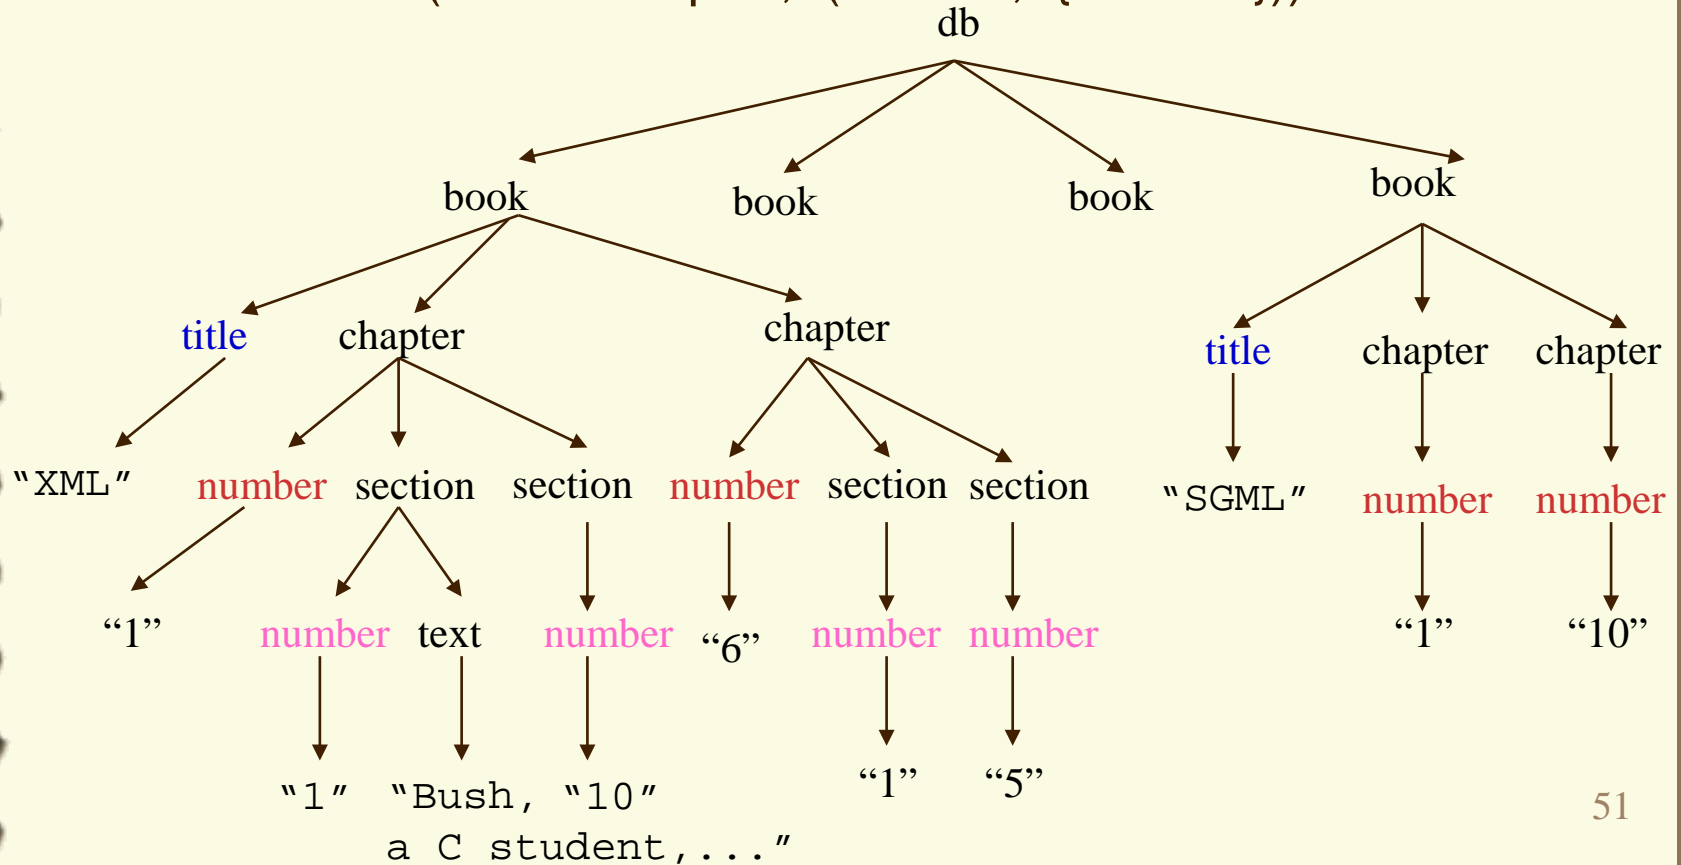 db
book book book book
title chapter chapter title chapter chapter
“XML” number section section number section section “SGML” number number
“1” number text number “6” number number “1” “10”
“1” “Bush, “10” “1” “5”
a C student,...”
51